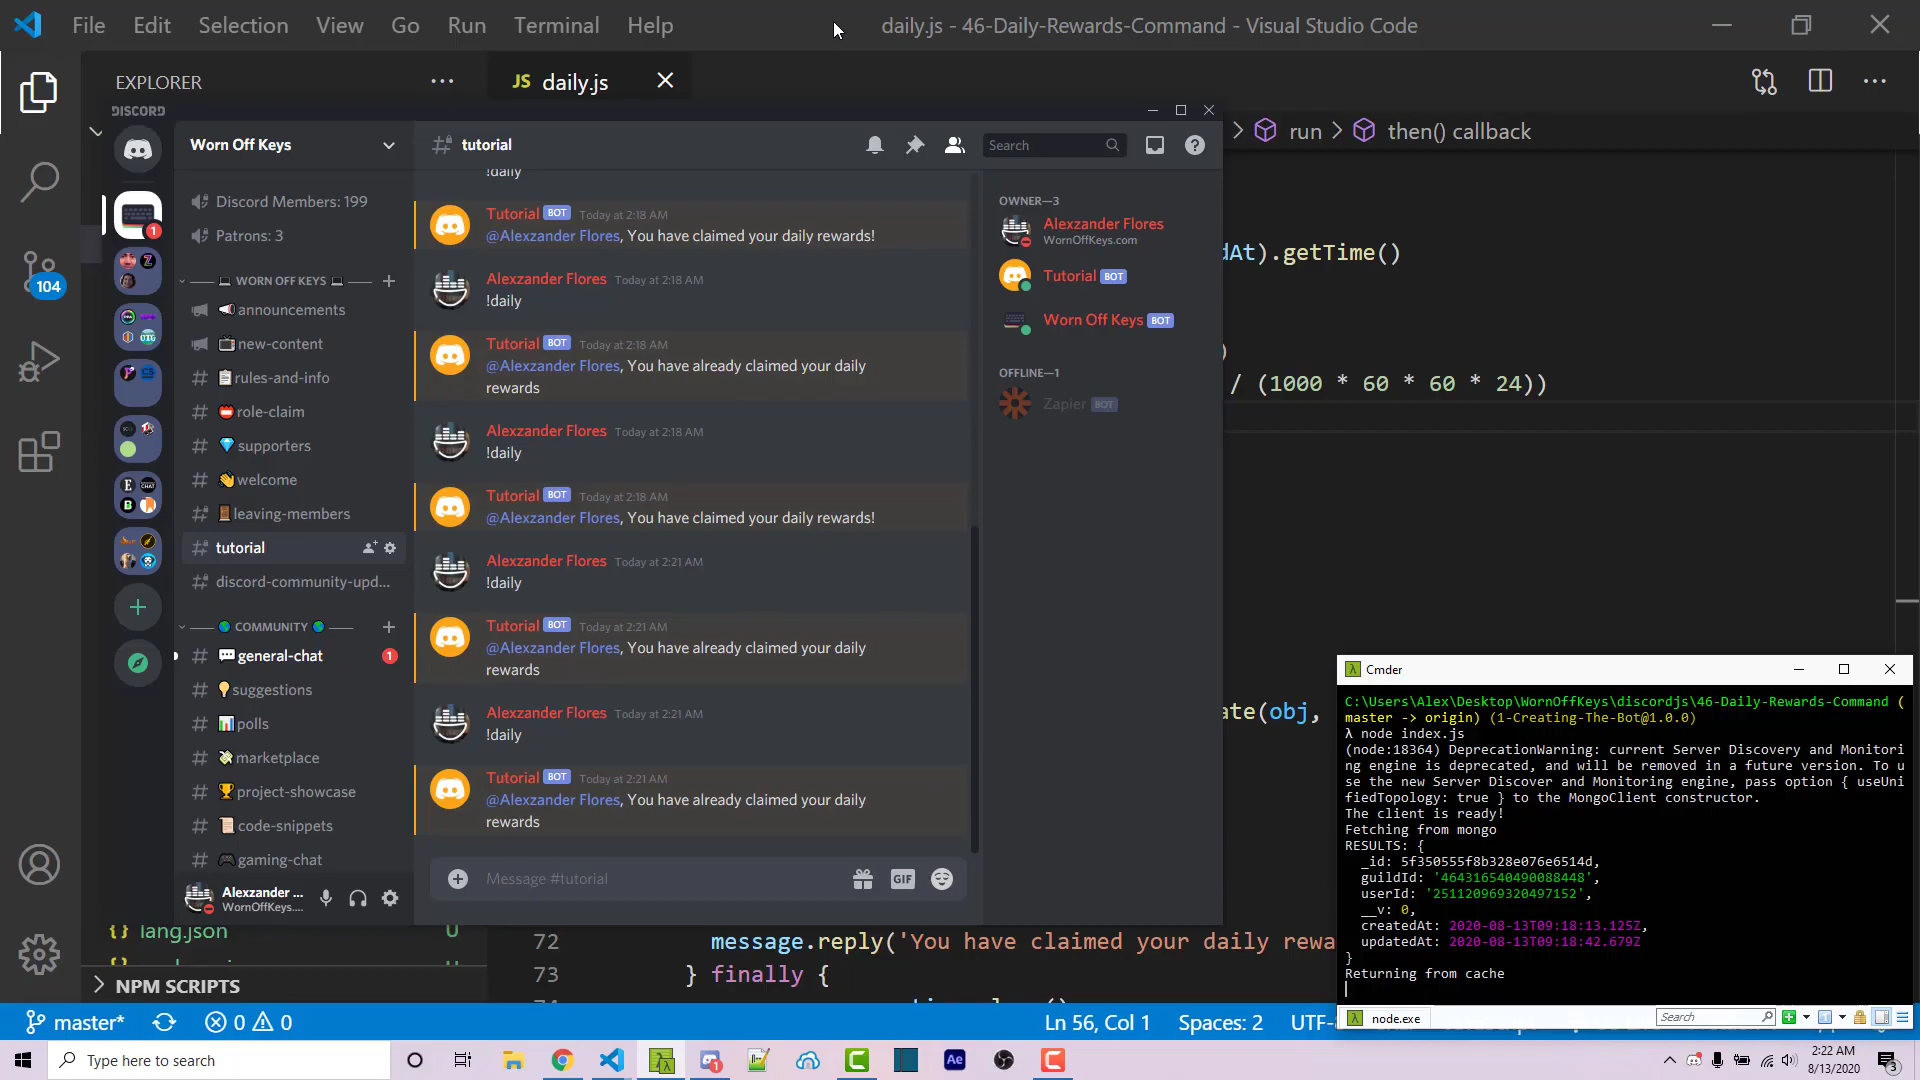 File Edit Selection View Go Run Terminal Help
daily.js - 46-Daily-Rewards-Command - Visual Studio Code
EXPLORER
JS daily.js
run > then() callback
DISCORD
Worn Off Keys
tutorial
Search
Discord Members: 199
Patrons: 3
WORN OFF KEYS
announcements
new-content
rules-and-info
role-claim
supporters
welcome
leaving-members
tutorial
discord-community-upd...
COMMUNITY
general-chat 1
suggestions
polls
marketplace
project-showcase
code-snippets
gaming-chat
Alexzander ...
WornOffKeys....
!daily
Tutorial BOT Today at 2:18 AM
@Alexzander Flores, You have claimed your daily rewards!
Alexzander Flores Today at 2:18 AM
!daily
Tutorial BOT Today at 2:18 AM
@Alexzander Flores, You have already claimed your daily
rewards
Alexzander Flores Today at 2:18 AM
!daily
Tutorial BOT Today at 2:18 AM
@Alexzander Flores, You have claimed your daily rewards!
Alexzander Flores Today at 2:21 AM
!daily
Tutorial BOT Today at 2:21 AM
@Alexzander Flores, You have already claimed your daily
rewards
Alexzander Flores Today at 2:21 AM
!daily
Tutorial BOT Today at 2:21 AM
@Alexzander Flores, You have already claimed your daily
rewards
Message #tutorial
GIF
OWNER—3
Alexzander Flores
WornOffKeys.com
Tutorial BOT
Worn Off Keys BOT
OFFLINE—1
Zapier BOT
1
104
dAt).getTime()
)
/ (1000 * 60 * 60 * 24))
ate(obj,
lang.json U
NPM SCRIPTS
72 message.reply('You have claimed your daily rewa
73 } finally {
Cmder
C:\Users\Alex\Desktop\WornOffKeys\discordjs\46-Daily-Rewards-Command (
master -> origin) (1-Creating-The-Bot@1.0.0)
λ node index.js
(node:18364) DeprecationWarning: current Server Discovery and Monitori
ng engine is deprecated, and will be removed in a future version. To u
se the new Server Discover and Monitoring engine, pass option { useUni
fiedTopology: true } to the MongoClient constructor.
The client is ready!
Fetching from mongo
RESULTS: {
_id: 5f350555f8b328e076e6514d,
guildId: '464316540490088448',
userId: '251120969320497152',
__v: 0,
createdAt: 2020-08-13T09:18:13.125Z,
updatedAt: 2020-08-13T09:18:42.679Z
}
Returning from cache
node.exe
Search
master* 0 0
Ln 56, Col 1 Spaces: 2 UTF-
Type here to search
Ae
2:22 AM
8/13/2020
3